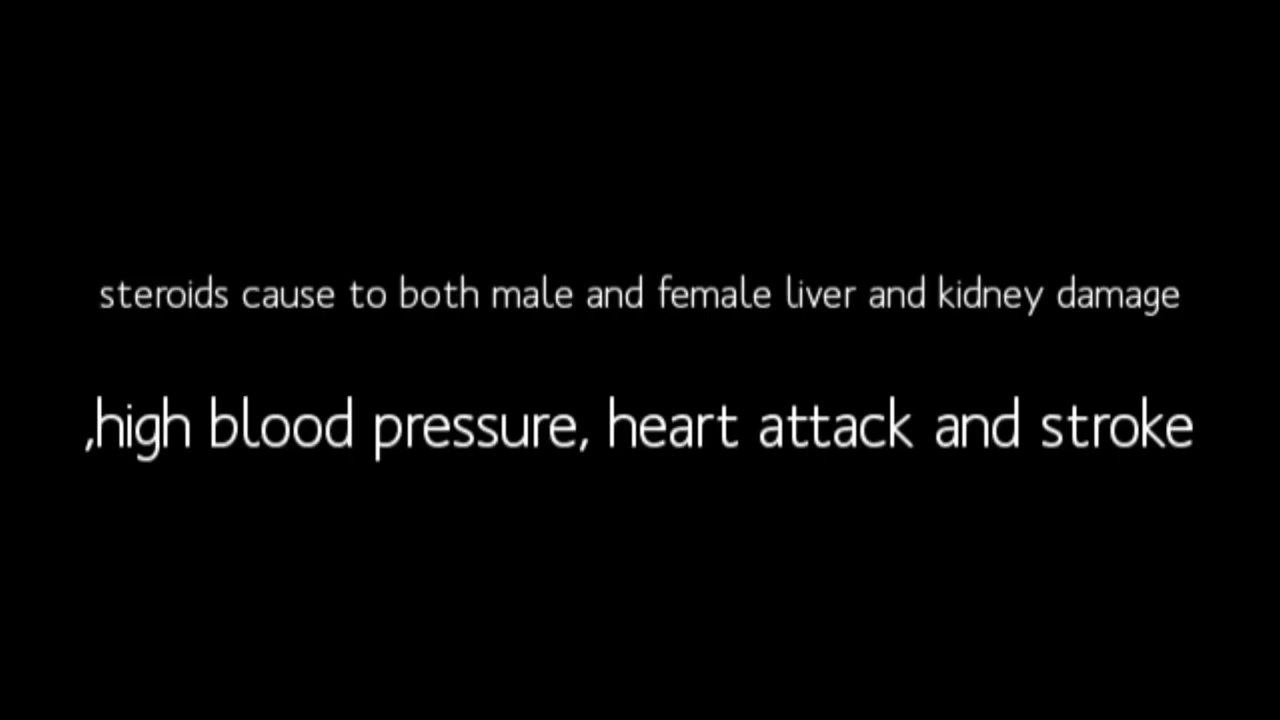 steroids cause to both male and female liver and kidney damage
,high blood pressure, heart attack and stroke